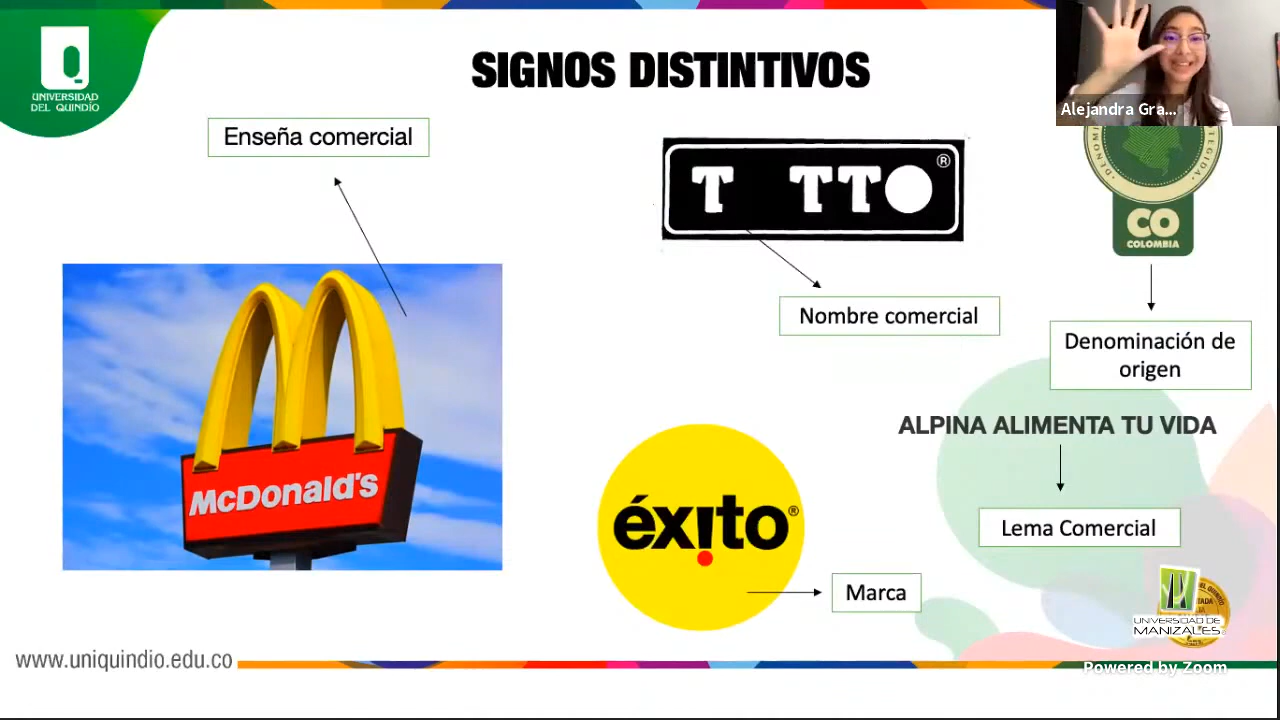 SIGNOS DISTINTIVOS
UNIVERSIDAD
DEL QUINDÍO
Alejandra Gra...
Enseña comercial
T TTO®
CO
COLOMBIA
Nombre comercial
Denominación de
origen
McDonald's
ALPINA ALIMENTA TU VIDA
éxito®
Lema Comercial
Marca
UNIVERSIDAD DE
MANIZALES
www.uniquindio.edu.co
Powered by Zoom